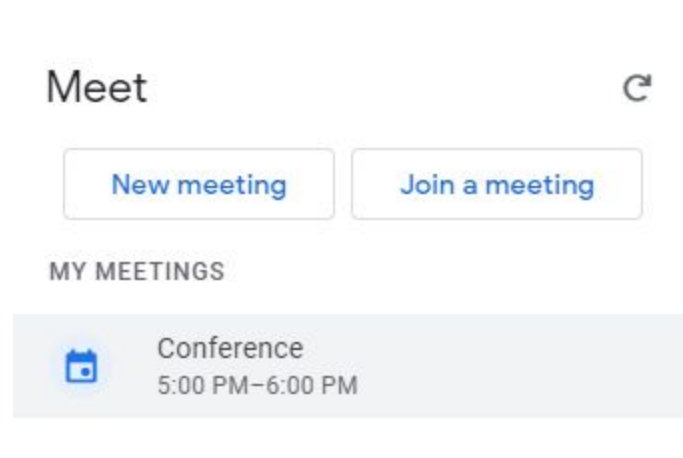 Meet
New meeting
Join a meeting
MY MEETINGS
Conference
5:00 PM–6:00 PM